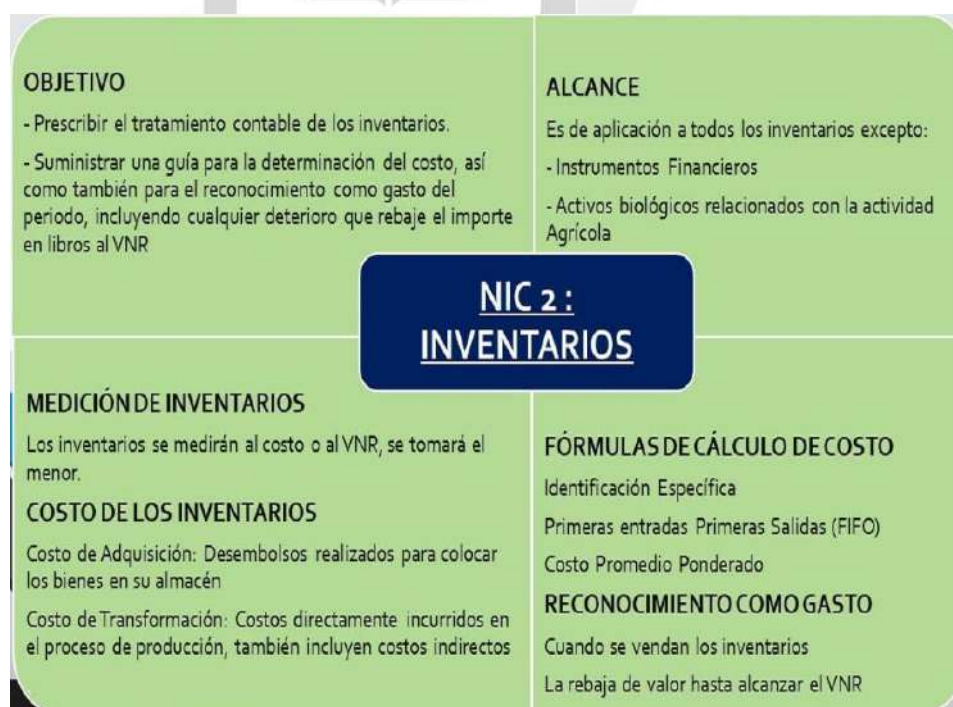 OBJETIVO
- Prescribir el tratamiento contable de los inventarios.
- Suministrar una guía para la determinación del costo, así
como también para el reconocimiento como gasto del
periodo, incluyendo cualquier deterioro que rebaje el importe
en libros al VNR
ALCANCE
Es de aplicación a todos los inventarios excepto:
- Instrumentos Financieros
- Activos biológicos relacionados con la actividad
Agrícola
NIC 2 :
INVENTARIOS
MEDICIÓN DE INVENTARIOS
Los inventarios se medirán al costo o al VNR, se tomará el
menor.
COSTO DE LOS INVENTARIOS
Costo de Adquisición: Desembolsos realizados para colocar
los bienes en su almacén
Costo de Transformación: Costos directamente incurridos en
el proceso de producción, también incluyen costos indirectos
FÓRMULAS DE CÁLCULO DE COSTO
Identificación Específica
Primeras entradas Primeras Salidas (FIFO)
Costo Promedio Ponderado
RECONOCIMIENTO COMO GASTO
Cuando se vendan los inventarios
La rebaja de valor hasta alcanzar el VNR